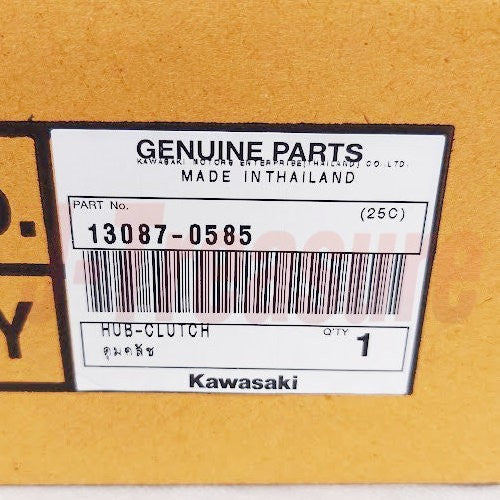 GENUINE PARTS
KAWASAKI MOTORS ENTERPRISE(THAILAND) CO.,LTD.
MADE INTHAILAND
PART No.
(25C)
13087-0585
HUB-CLUTCH
Q'TY
1
ดุมคลัช
Kawasaki
Y